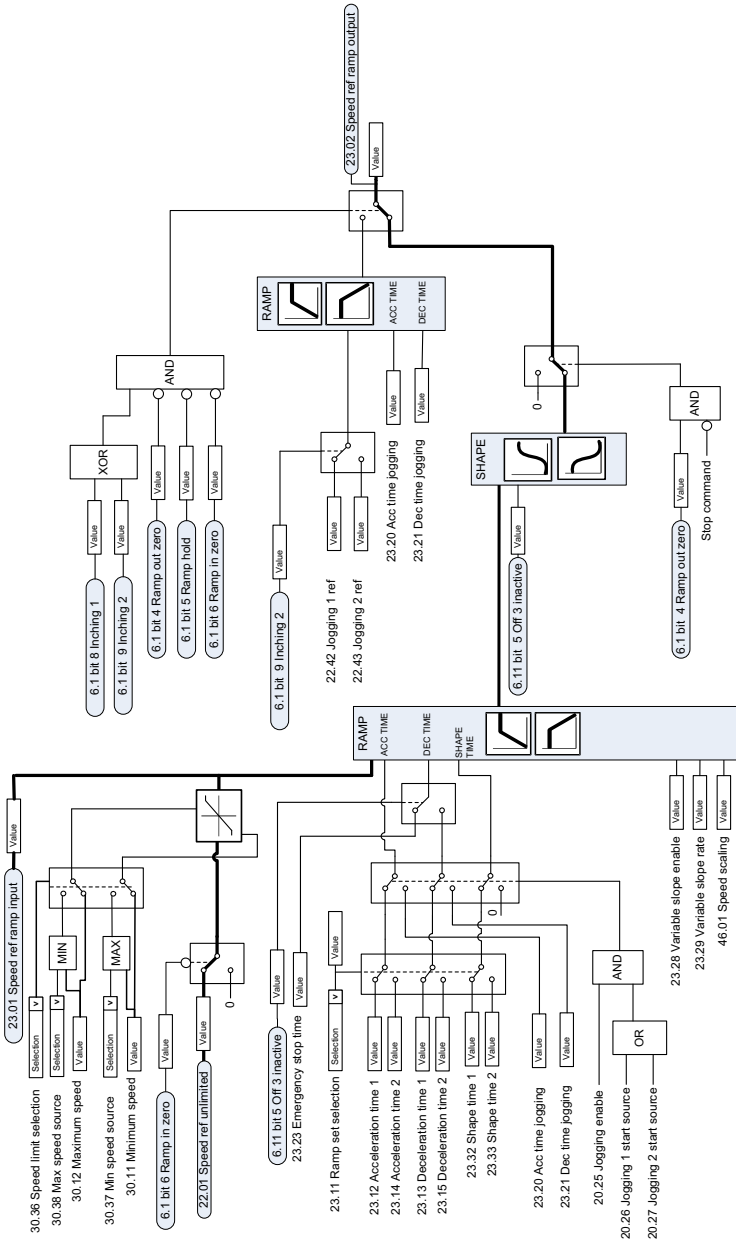 23.01 Speed ref ramp input
Value
30.36 Speed limit selection
Selection
v
30.38 Max speed source
Selection
v
30.12 Maximum speed
Value
MIN
30.37 Min speed source
Selection
v
30.11 Minimum speed
Value
MAX
6.1 bit 6 Ramp in zero
Value
22.01 Speed ref unlimited
Value
0
6.11 bit 5 Off 3 inactive
Value
23.23 Emergency stop time
Value
23.11 Ramp set selection
Selection
v
Value
23.12 Acceleration time 1
Value
23.14 Acceleration time 2
Value
23.13 Deceleration time 1
Value
23.15 Deceleration time 2
Value
23.32 Shape time 1
Value
23.33 Shape time 2
Value
0
23.20 Acc time jogging
Value
23.21 Dec time jogging
Value
20.25 Jogging enable
AND
20.26 Jogging 1 start source
OR
20.27 Jogging 2 start source
RAMP
ACC TIME
DEC TIME
SHAPE
TIME
23.28 Variable slope enable
Value
23.29 Variable slope rate
Value
46.01 Speed scaling
Value
6.1 bit 8 Inching 1
Value
6.1 bit 9 Inching 2
Value
XOR
6.1 bit 4 Ramp out zero
Value
6.1 bit 5 Ramp hold
Value
6.1 bit 6 Ramp in zero
Value
AND
6.1 bit 9 Inching 2
Value
22.42 Jogging 1 ref
Value
22.43 Jogging 2 ref
Value
23.20 Acc time jogging
Value
23.21 Dec time jogging
Value
RAMP
ACC TIME
DEC TIME
6.11 bit 5 Off 3 inactive
Value
SHAPE
0
6.1 bit 4 Ramp out zero
Value
Stop command
AND
23.02 Speed ref ramp output
Value